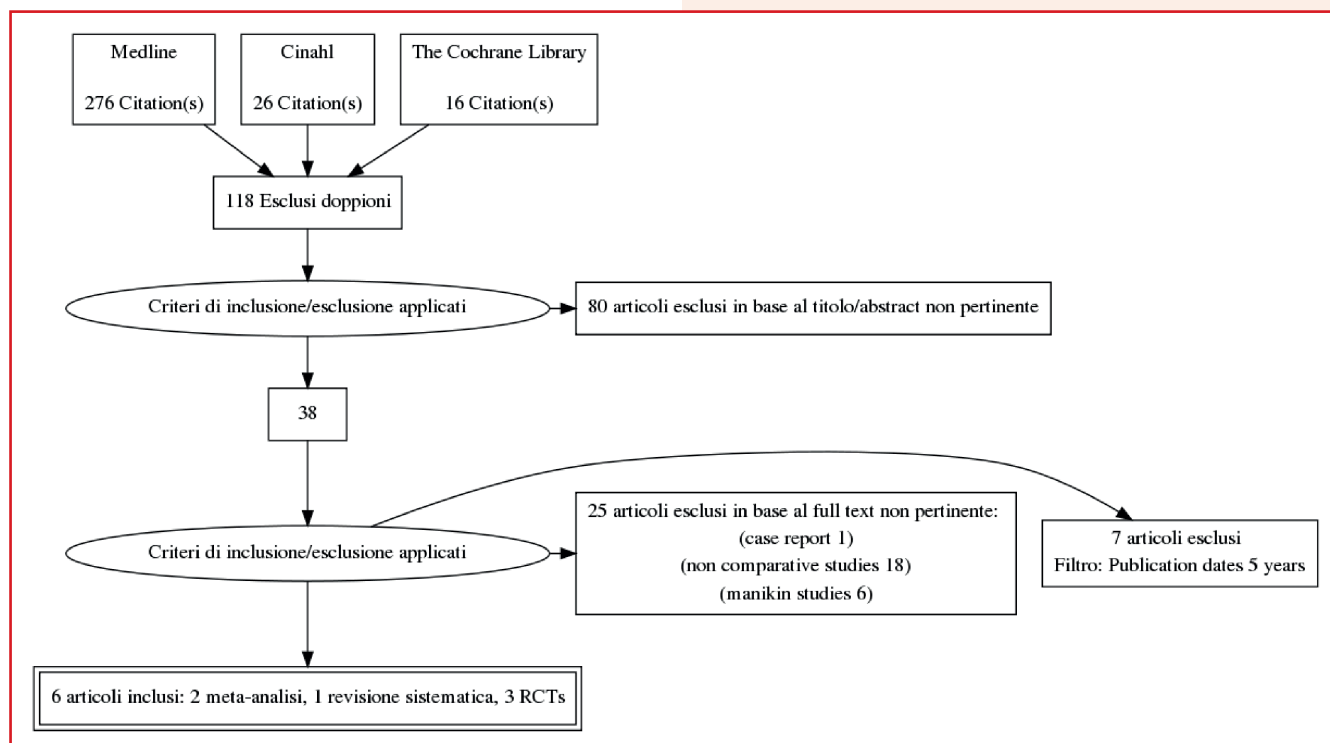 Medline
276 Citation(s)
Cinahl
26 Citation(s)
The Cochrane Library
16 Citation(s)
118 Esclusi doppioni
Criteri di inclusione/esclusione applicati
80 articoli esclusi in base al titolo/abstract non pertinente
38
Criteri di inclusione/esclusione applicati
25 articoli esclusi in base al full text non pertinente:
(case report 1)
(non comparative studies 18)
(manikin studies 6)
7 articoli esclusi
Filtro: Publication dates 5 years
6 articoli inclusi: 2 meta-analisi, 1 revisione sistematica, 3 RCTs